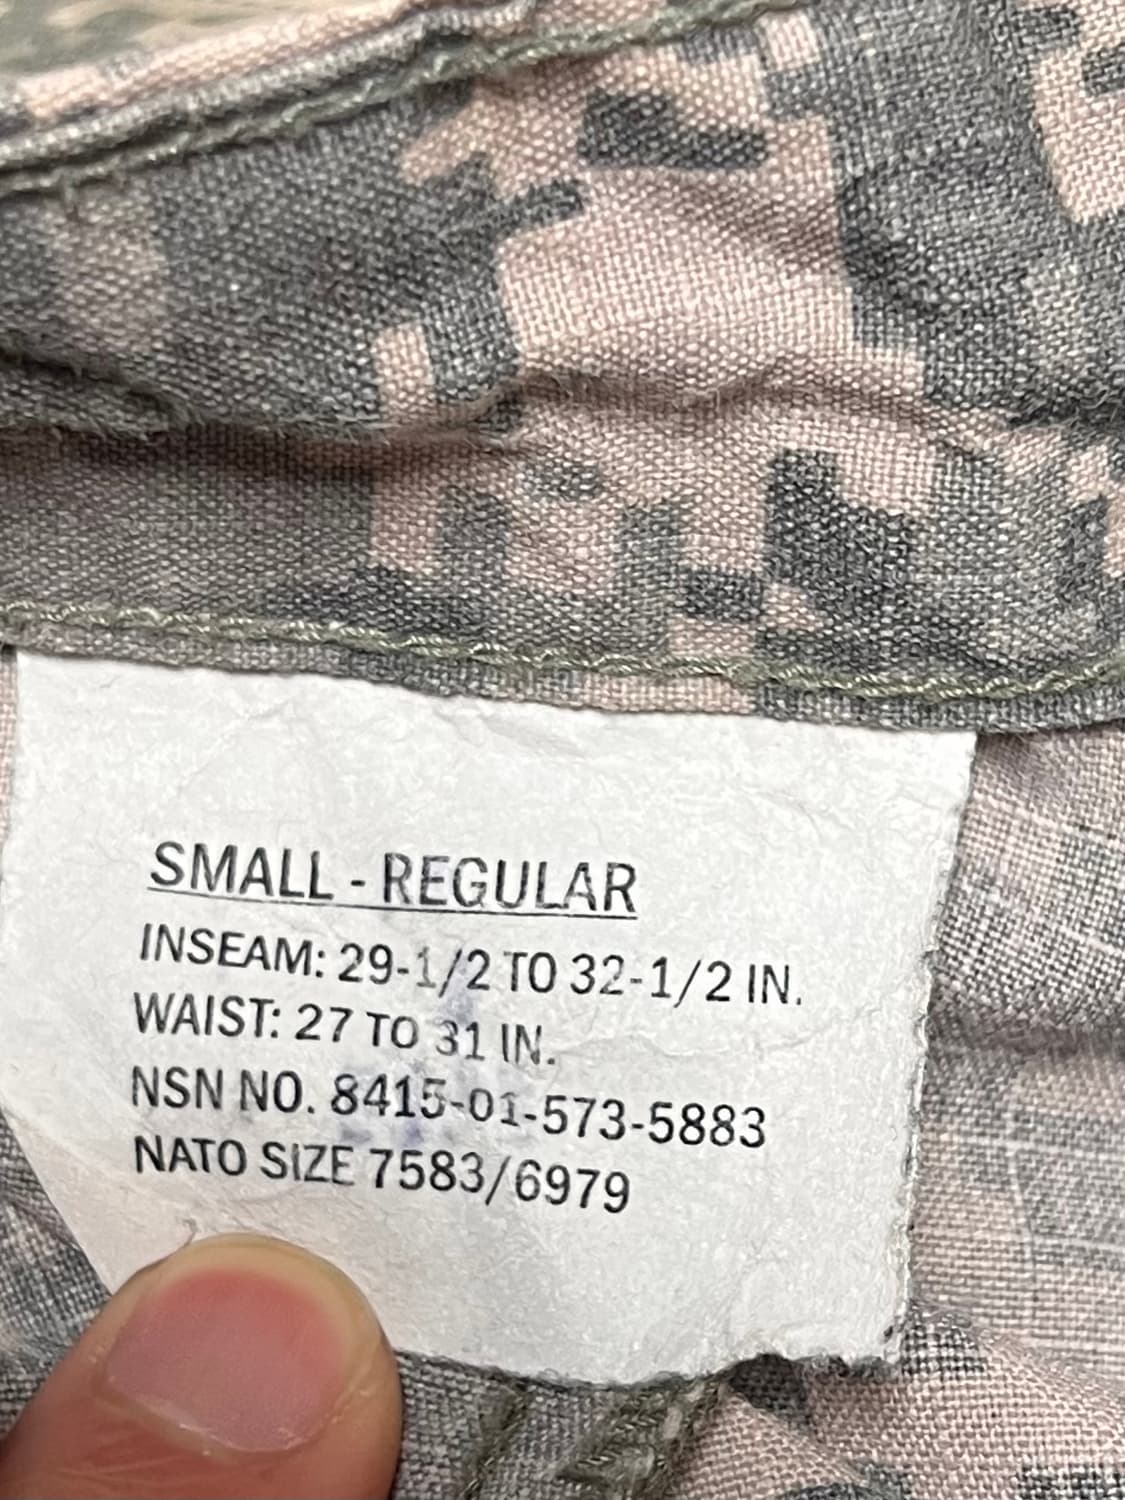 SMALL - REGULAR
INSEAM: 29-1/2 TO 32-1/2 IN.
WAIST: 27 TO 31 IN.
NSN NO. 8415-01-573-5883
NATO SIZE 7583/6979